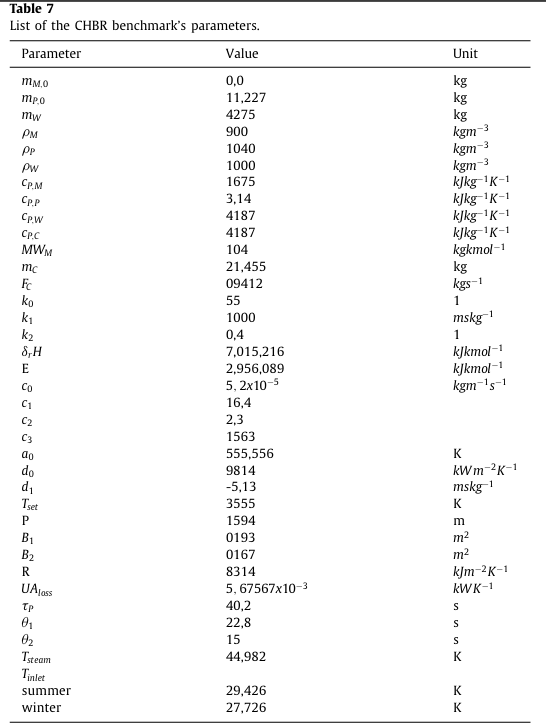 Table 7
List of the CHBR benchmark's parameters.
Parameter Value Unit
m_{M,0} 0,0 kg
m_{P,0} 11,227 kg
m_W 4275 kg
ρ_M 900 kgm^{−3}
ρ_P 1040 kgm^{−3}
ρ_W 1000 kgm^{−3}
c_{P,M} 1675 kJkg^{−1}K^{−1}
c_{P,P} 3,14 kJkg^{−1}K^{−1}
c_{P,W} 4187 kJkg^{−1}K^{−1}
c_{P,C} 4187 kJkg^{−1}K^{−1}
MW_M 104 kgkmol^{−1}
m_C 21,455 kg
F_C 09412 kgs^{−1}
k_0 55 1
k_1 1000 mskg^{−1}
k_2 0,4 1
δ_rH 7,015,216 kJkmol^{−1}
E 2,956,089 kJkmol^{−1}
c_0 5, 2x10^{−5} kgm^{−1}s^{−1}
c_1 16,4
c_2 2,3
c_3 1563
a_0 555,556 K
d_0 9814 kWm^{−2}K^{−1}
d_1 -5,13 mskg^{−1}
T_{set} 3555 K
P 1594 m
B_1 0193 m^2
B_2 0167 m^2
R 8314 kJm^{−2}K^{−1}
UA_{loss} 5, 67567x10^{−3} kWK^{−1}
τ_P 40,2 s
θ_1 22,8 s
θ_2 15 s
T_{steam} 44,982 K
T_{inlet}
summer 29,426 K
winter 27,726 K